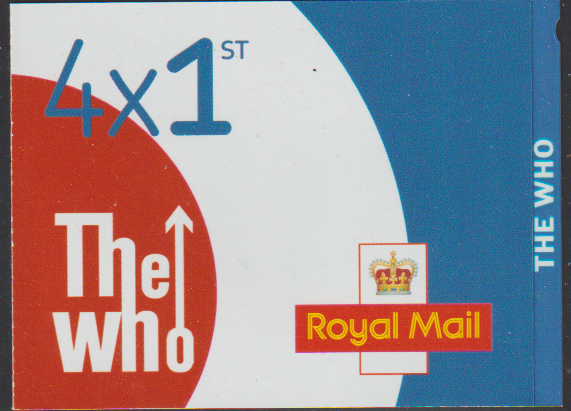 4x1ST
The
Who
Royal Mail
THE WHO